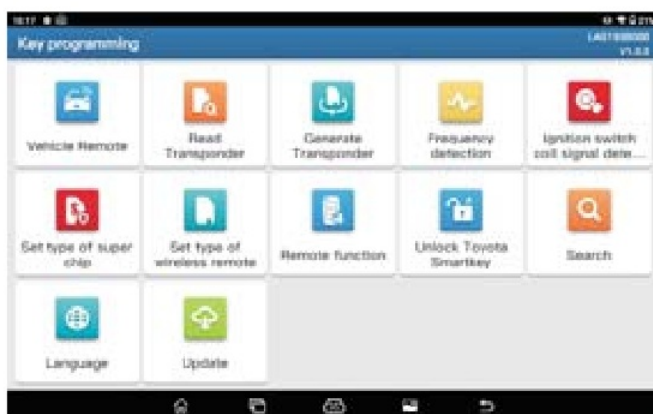 Key programming
V1.0.0
Vehicle Remote
Read
Transponder
Generate
Transponder
Frequency
detection
Ignition switch
coil signal dete...
Set type of super
chip
Set type of
wireless remote
Remote function
Unlock Toyota
Smartkey
Search
Language
Update